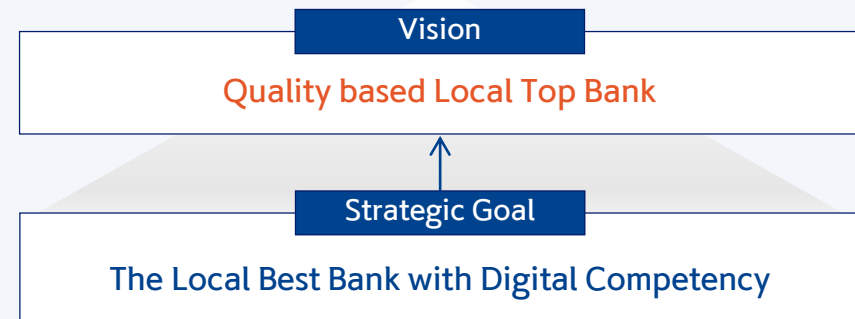 Vision
Quality based Local Top Bank
Strategic Goal
The Local Best Bank with Digital Competency